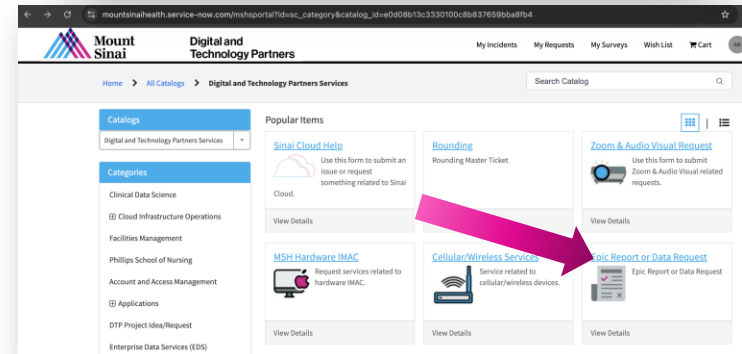 mountsinaihealth.service-now.com/mshsportal?id=sc_category&catalog_id=e0d08b13c3330100c8b837659bba8fb4
Mount
Sinai
Digital and
Technology Partners
My Incidents My Requests My Surveys Wish List Cart
Home > All Catalogs > Digital and Technology Partners Services
Search Catalog
Catalogs
Digital and Technology Partners Services
Categories
Clinical Data Science
Cloud Infrastructure Operations
Facilities Management
Phillips School of Nursing
Account and Access Management
Applications
DTP Project Idea/Request
Enterprise Data Services (EDS)
Popular Items
Sinai Cloud Help
Use this form to submit an
issue or request
something related to Sinai
Cloud.
View Details
Rounding
Rounding Master Ticket
Zoom & Audio Visual Request
Use this form to submit
Zoom & Audio Visual related
requests.
View Details
MSH Hardware IMAC
Request services related to
hardware IMAC.
View Details
Cellular/Wireless Services
Service related to
cellular/wireless devices.
View Details
Epic Report or Data Request
Epic Report or Data Request
View Details